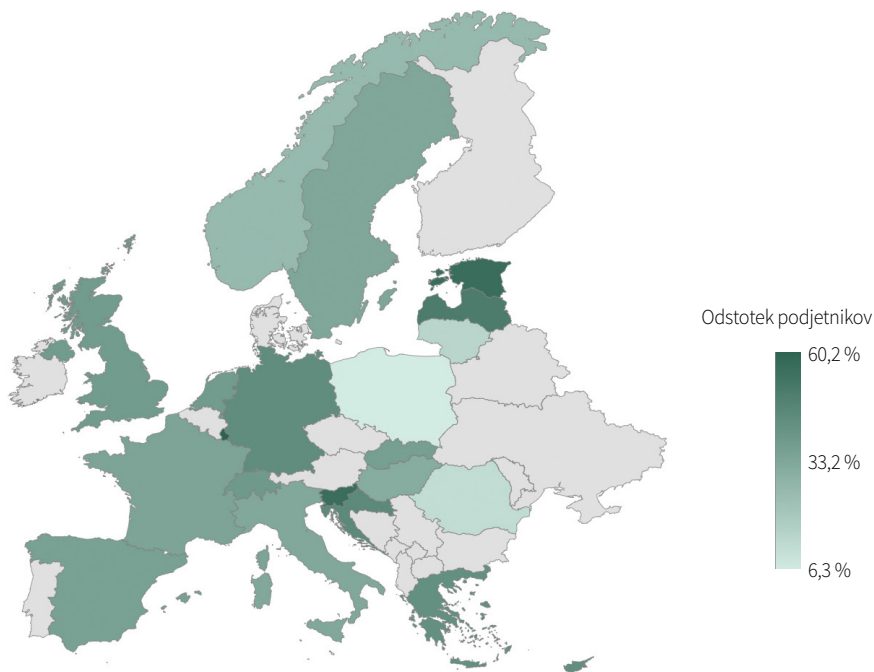 Odstotek podjetnikov
60,2 %
33,2 %
6,3 %